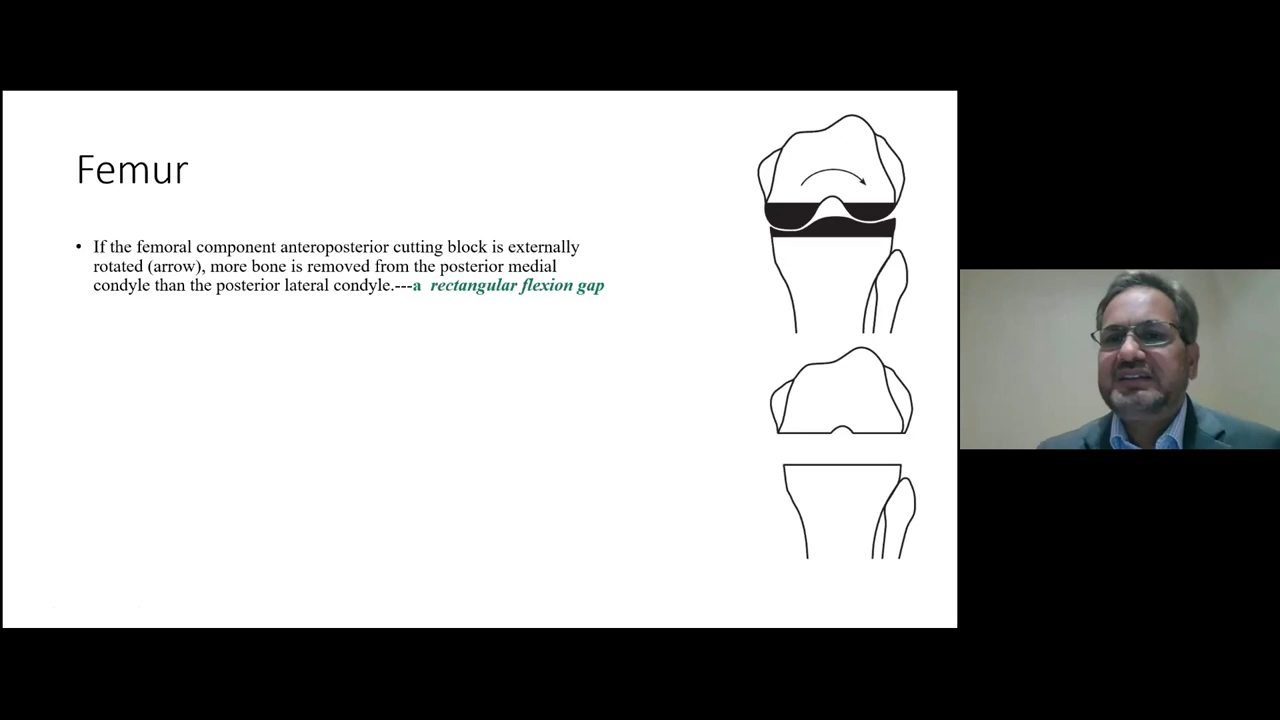 Femur
• If the femoral component anteroposterior cutting block is externally
rotated (arrow), more bone is removed from the posterior medial
condyle than the posterior lateral condyle.---a rectangular flexion gap